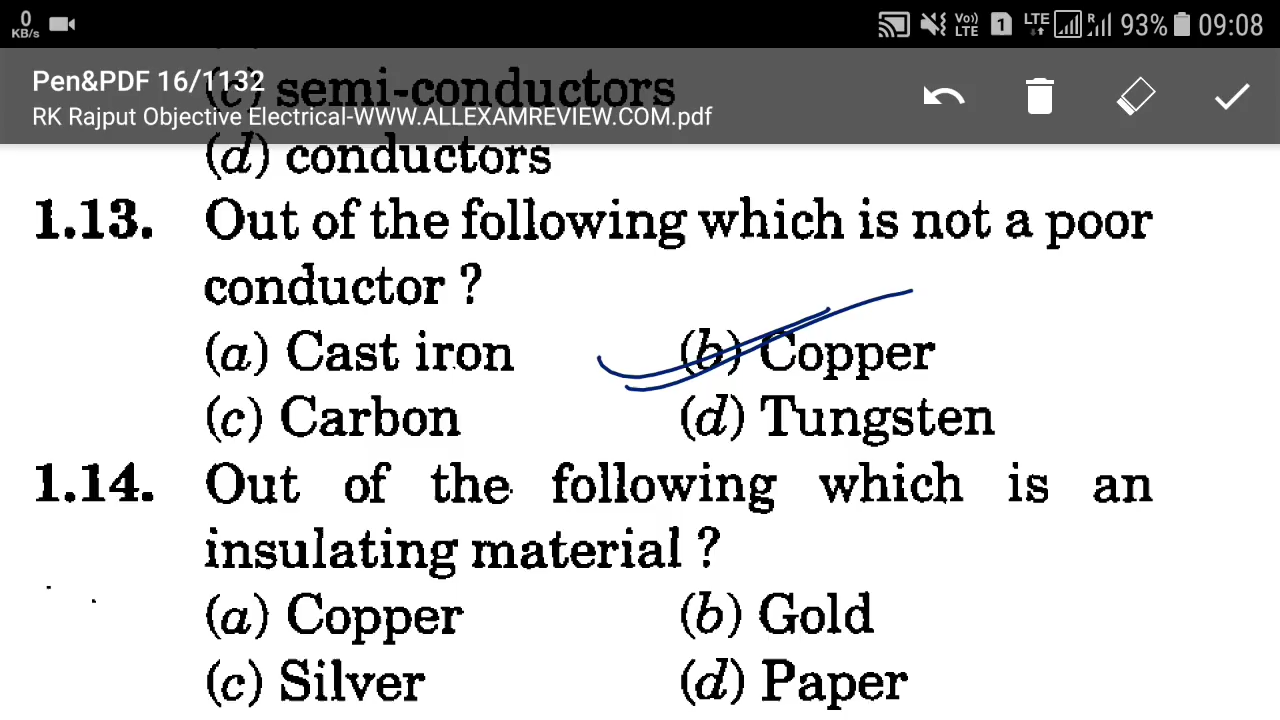 0 KB/s Vo)) LTE 1 LTE R 93% 09:08
Pen&PDF 16/1132
(c) semi-conductors
RK Rajput Objective Electrical-WWW.ALLEXAMREVIEW.COM.pdf
(d) conductors
1.13. Out of the following which is not a poor
conductor ?
(a) Cast iron (b) Copper
(c) Carbon (d) Tungsten
1.14. Out of the following which is an
insulating material ?
(a) Copper (b) Gold
(c) Silver (d) Paper